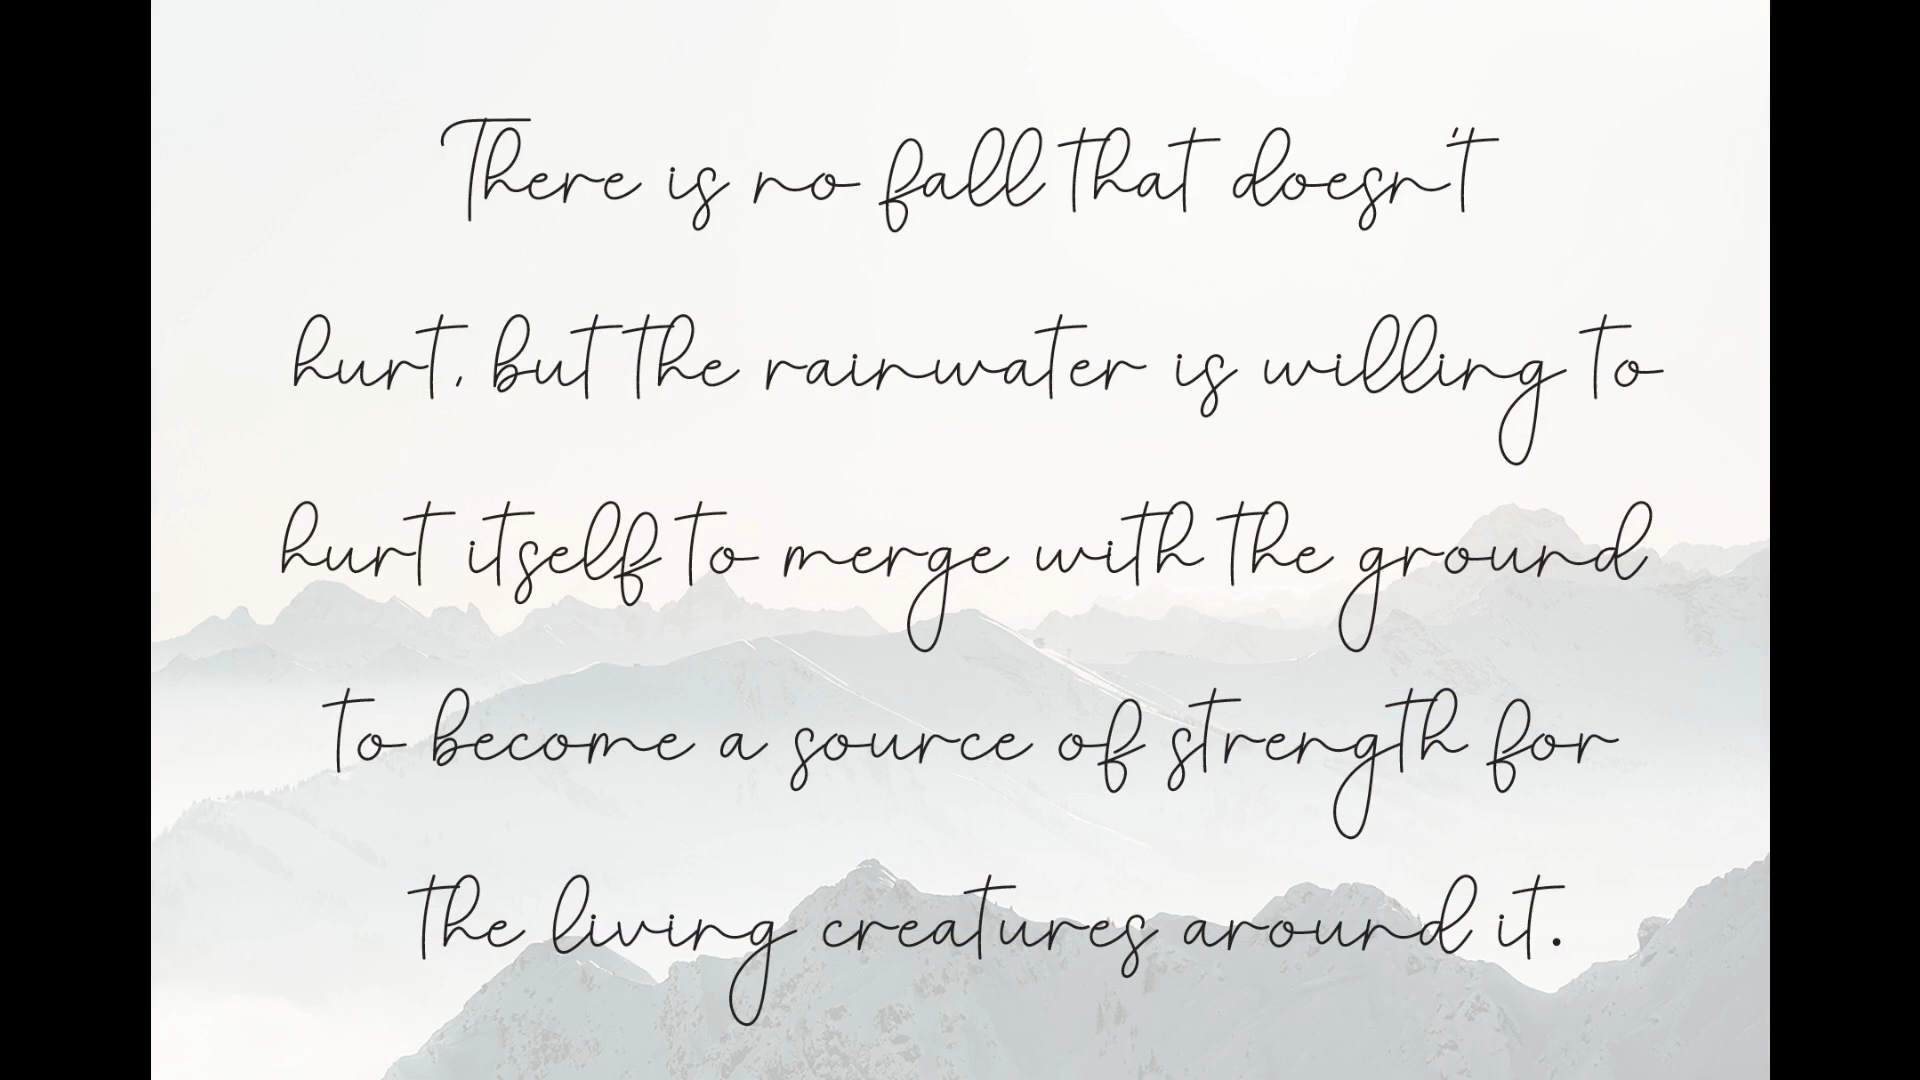 There is no fall that doesn't
hurt, but the rainwater is willing to
hurt itself to merge with the ground
to become a source of strength for
the living creatures around it.